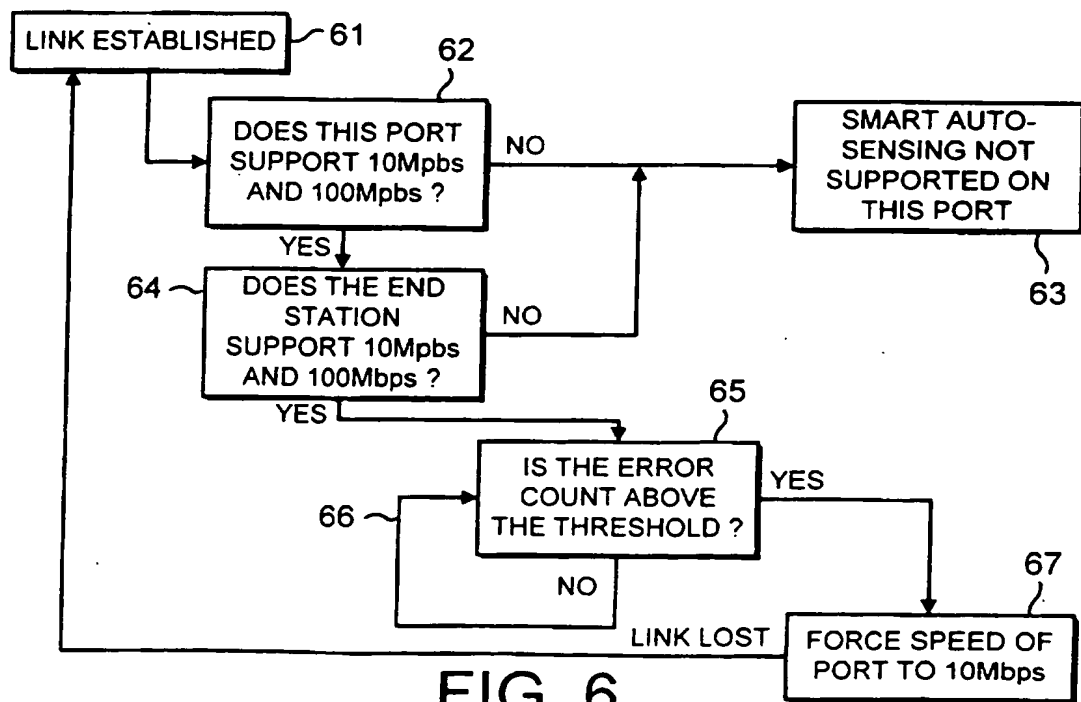 LINK ESTABLISHED
61
62
DOES THIS PORT
SUPPORT 10Mpbs
AND 100Mpbs ?
NO
SMART AUTO-
SENSING NOT
SUPPORTED ON
THIS PORT
63
YES
64
DOES THE END
STATION
SUPPORT 10Mpbs
AND 100Mbps ?
NO
YES
65
IS THE ERROR
COUNT ABOVE
THE THRESHOLD ?
YES
66
NO
67
FORCE SPEED OF
PORT TO 10Mbps
LINK LOST
FIG. 6